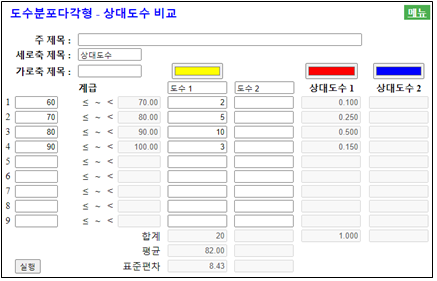 도수분포다각형 - 상대도수 비교 메뉴
주 제목 :
세로축 제목 : 상대도수
가로축 제목 :
계급 도수 1 도수 2 상대도수 1 상대도수 2
1 60 ≤ ~ < 70.00 2 0.100
2 70 ≤ ~ < 80.00 5 0.250
3 80 ≤ ~ < 90.00 10 0.500
4 90 ≤ ~ < 100.00 3 0.150
5 ≤ ~ <
6 ≤ ~ <
7 ≤ ~ <
8 ≤ ~ <
9 ≤ ~ <
합계 20 1.000
평균 82.00
실행 표준편차 8.43